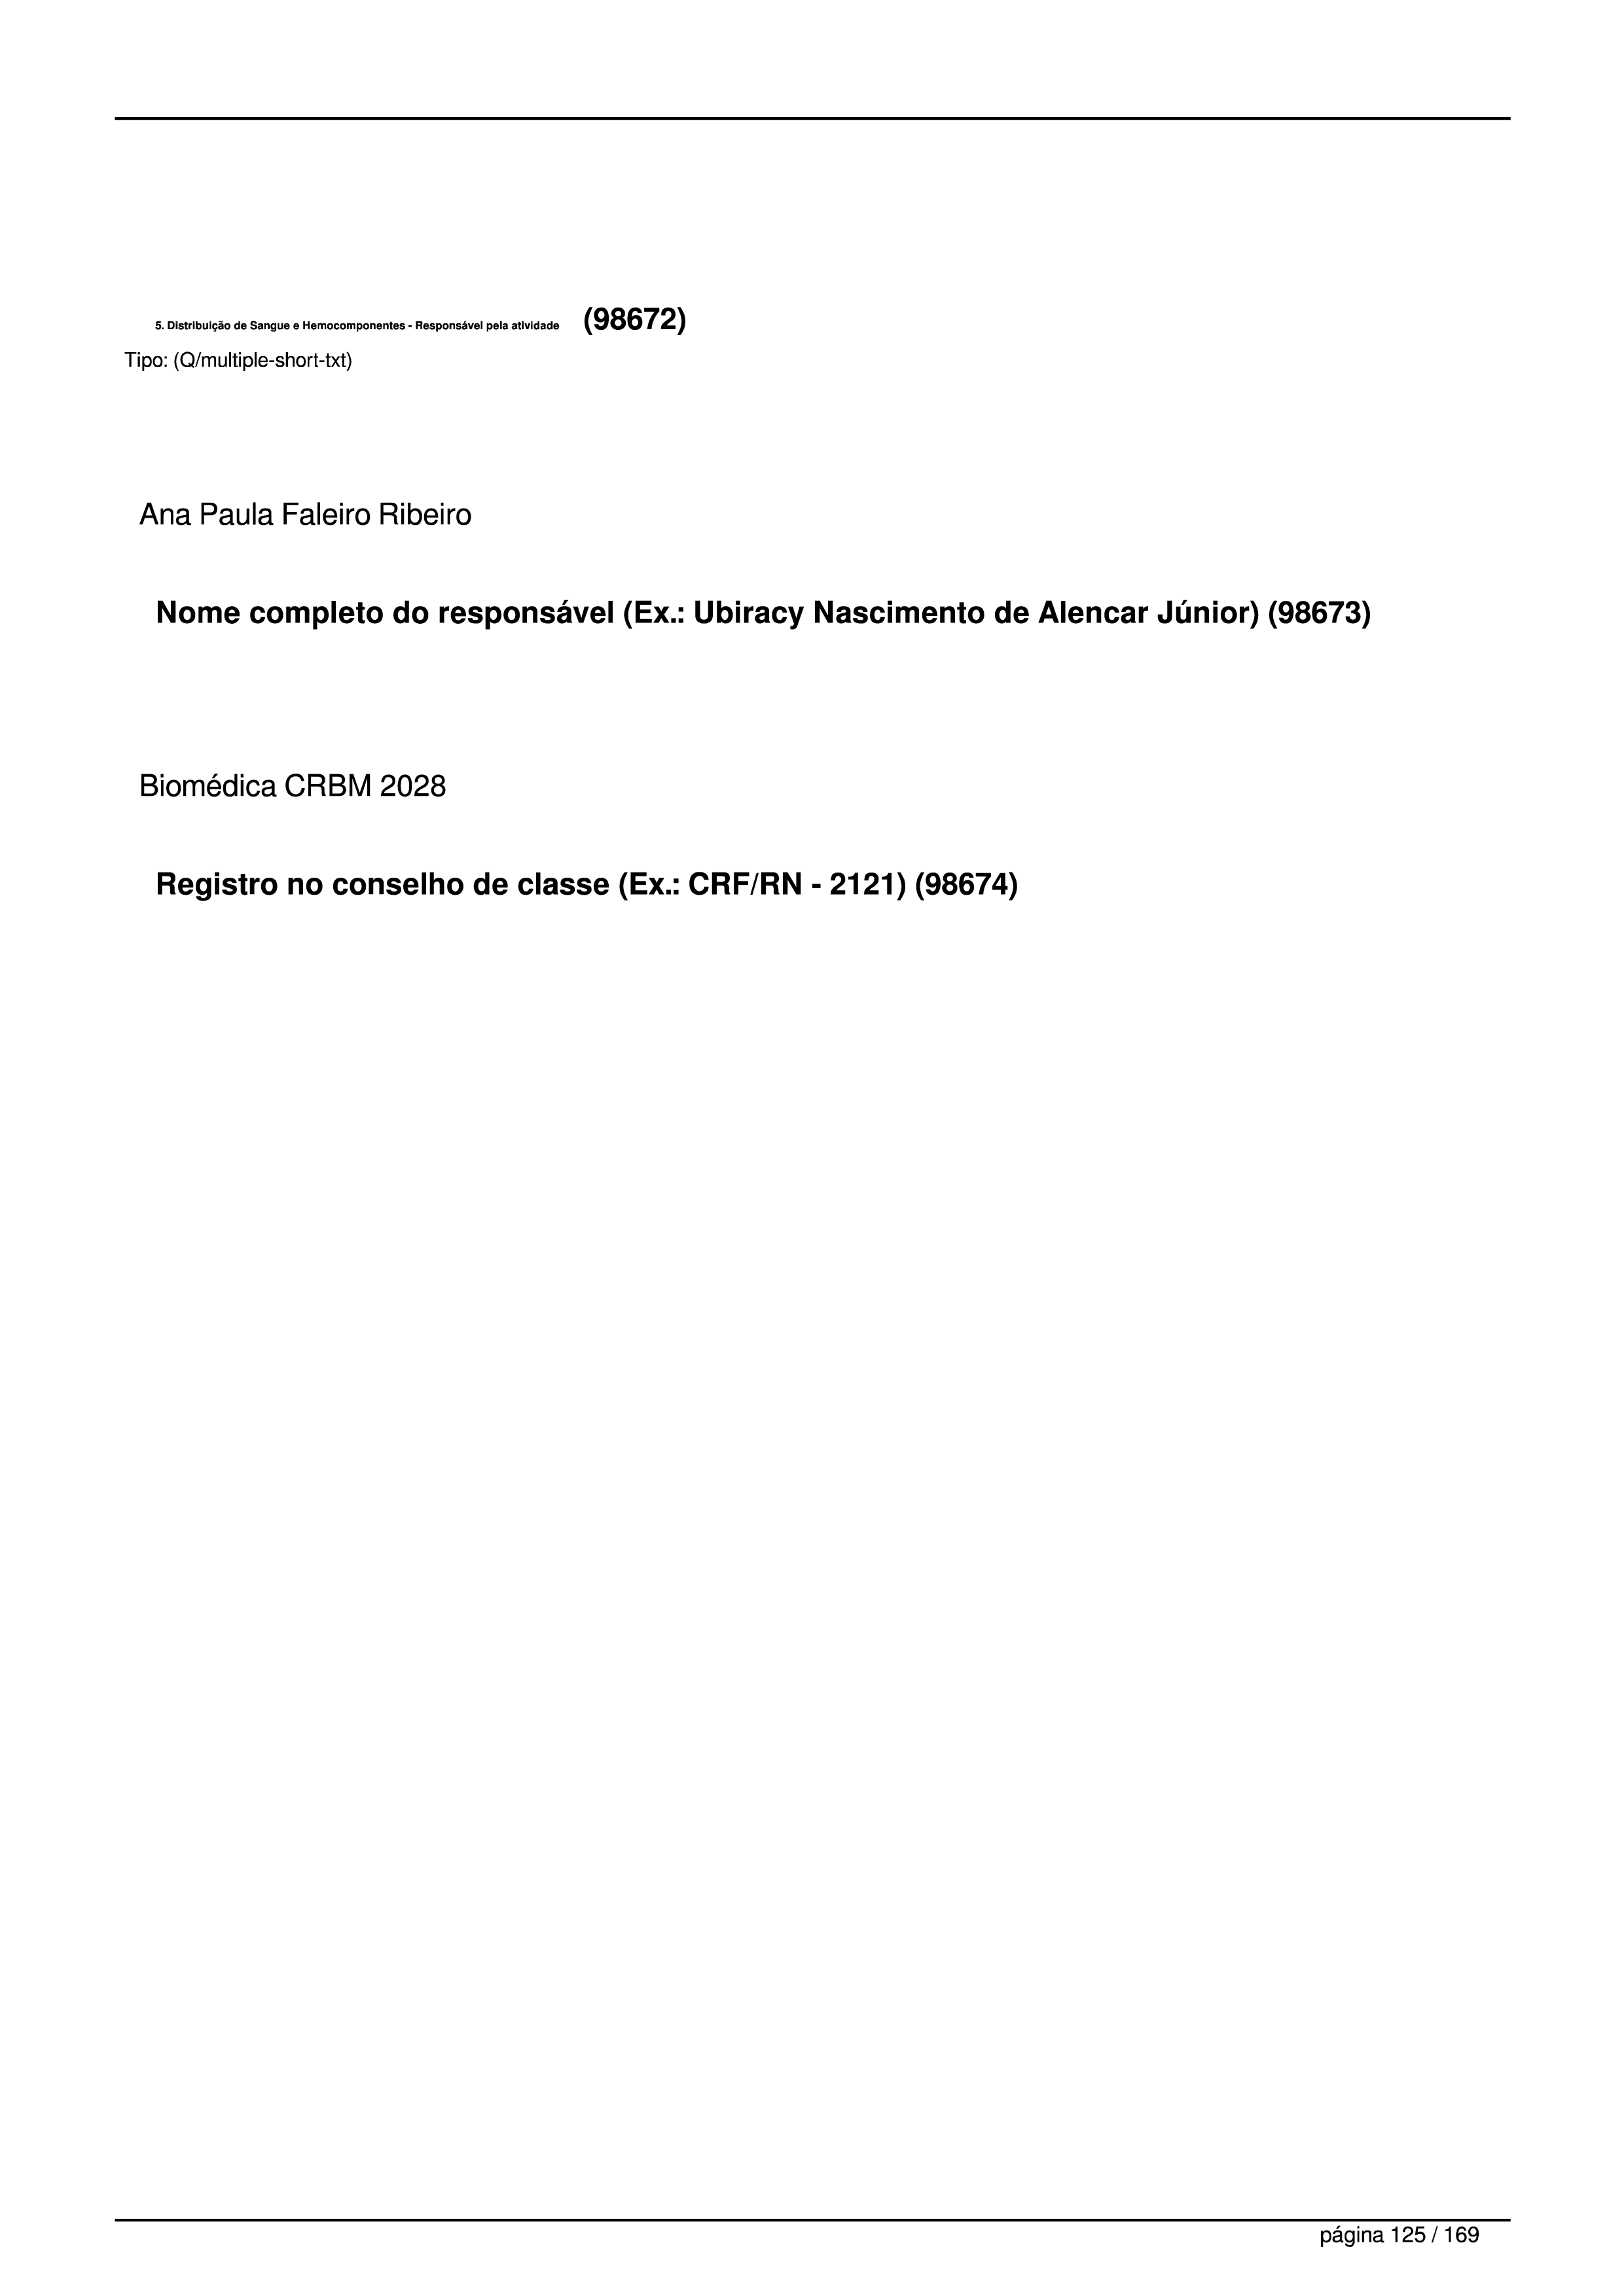 5. Distribuição de Sangue e Hemocomponentes - Responsável pela atividade (98672)
Tipo: (Q/multiple-short-txt)
Ana Paula Faleiro Ribeiro
Nome completo do responsável (Ex.: Ubiracy Nascimento de Alencar Júnior) (98673)
Biomédica CRBM 2028
Registro no conselho de classe (Ex.: CRF/RN - 2121) (98674)
página 125 / 169